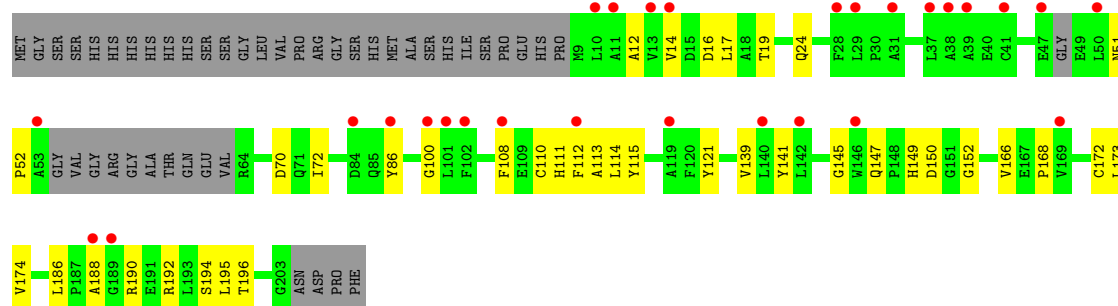 MET GLY SER SER HIS HIS HIS HIS HIS HIS SER SER GLY LEU VAL PRO ARG GLY SER HIS MET ALA SER HIS ILE SER PRO GLU HIS PRO M9 L10 A11 A12 V13 V14 D15 D16 L17 A18 T19 Q24 F28 L29 P30 A31 L37 A38 A39 E40 C41 E47 GLY E49 L50 N51
P52 A53 GLY VAL GLY ARG GLY ALA THR GLN GLU VAL R64 D70 Q71 I72 D84 Q85 Y86 G100 L101 F102 F108 E109 C110 H111 F112 A113 L114 Y115 A119 F120 Y121 V139 L140 Y141 L142 G145 W146 Q147 P148 H149 D150 G151 G152 V166 E167 P168 V169 C172 L173
V174 L186 P187 A188 G189 R190 E191 R192 L193 S194 L195 T196 G203 ASN ASP PRO PHE